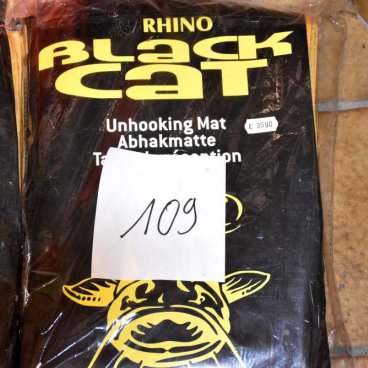 RHINO
BLACK
CAT
Unhooking Mat
Abhakmatte
€ 35.90
109